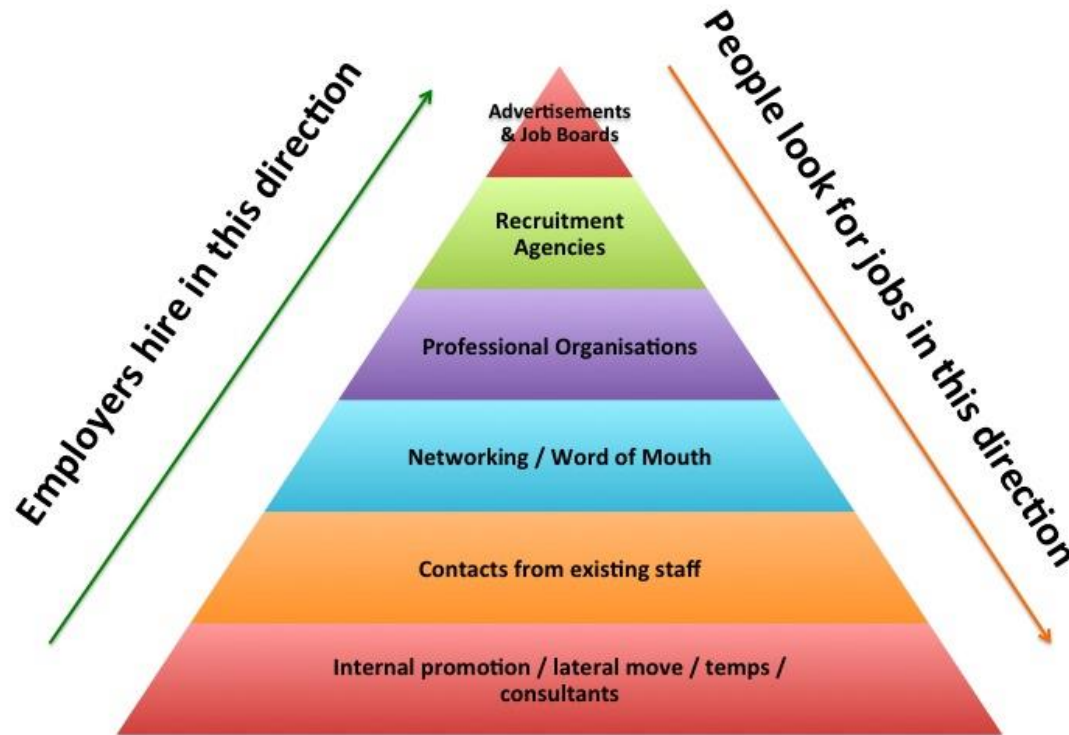 Employers hire in this direction
People look for jobs in this direction
Advertisements
& Job Boards
Recruitment
Agencies
Professional Organisations
Networking / Word of Mouth
Contacts from existing staff
Internal promotion / lateral move / temps /
consultants